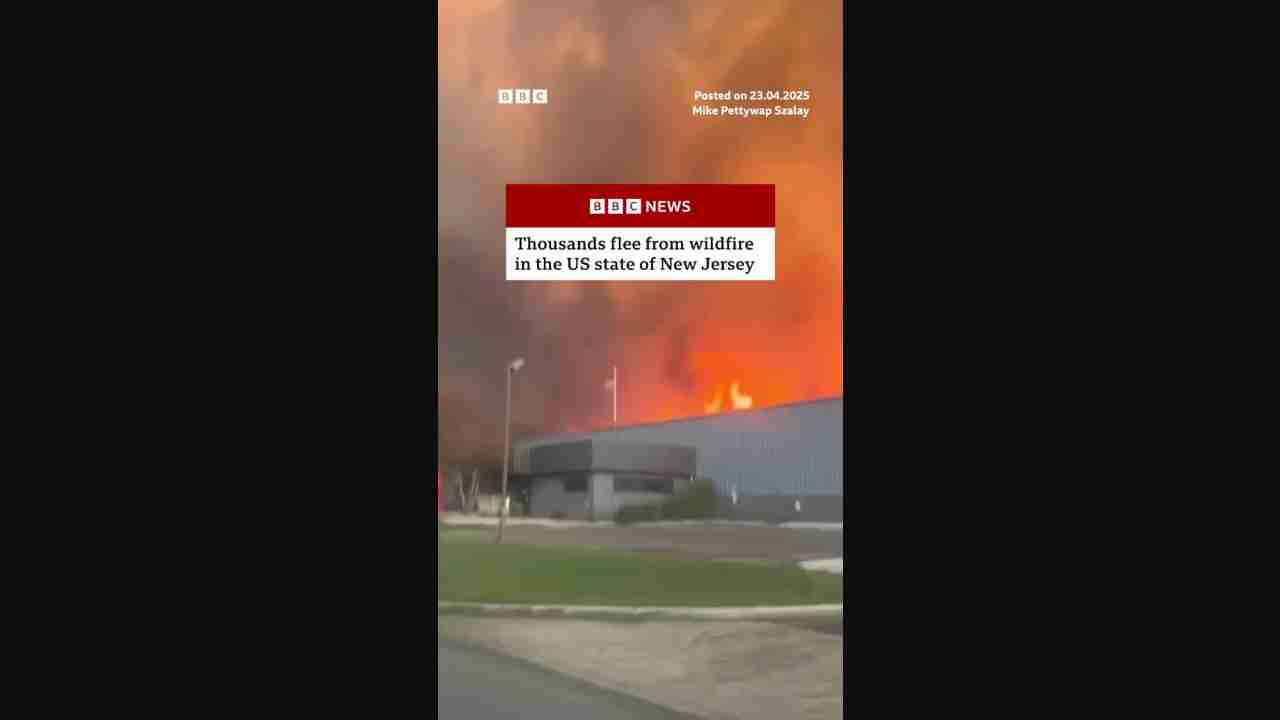 BBC
Posted on 23.04.2025
Mike Pettywap Szalay
BBC NEWS
Thousands flee from wildfire
in the US state of New Jersey